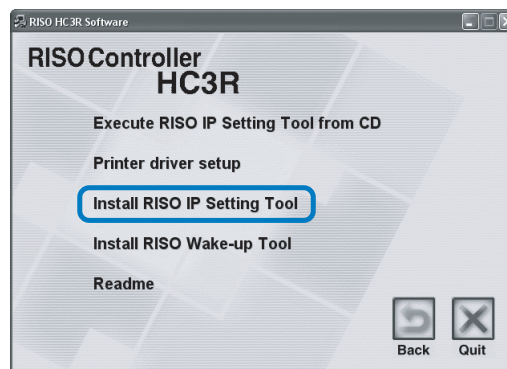 RISO HC3R Software
RISO Controller
HC3R
Execute RISO IP Setting Tool from CD
Printer driver setup
Install RISO IP Setting Tool
Install RISO Wake-up Tool
Readme
Back Quit